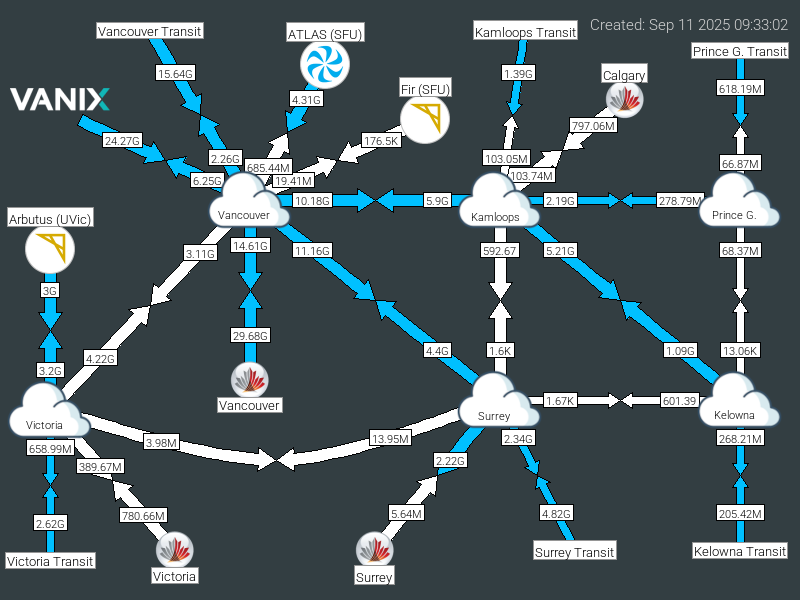 Created: Sep 11 2025 09:33:02
Vancouver Transit
ATLAS (SFU)
Kamloops Transit
Prince G. Transit
15.64G
1.39G
Calgary
618.19M
VANIX
4.31G
Fir (SFU)
797.06M
24.27G
176.5K
2.26G
685.44M
103.05M
66.87M
6.25G
19.41M
103.74M
Vancouver
10.18G
5.9G
Kamloops
2.19G
278.79M
Prince G.
Arbutus (UVic)
3.11G
14.61G
11.16G
592.67
5.21G
68.37M
3G
29.68G
4.22G
4.4G
1.6K
1.09G
13.06K
3.2G
Vancouver
Victoria
Surrey
1.67K
601.39
Kelowna
658.99M
3.98M
13.95M
2.34G
268.21M
389.67M
2.22G
2.62G
780.66M
5.64M
4.82G
205.42M
Victoria Transit
Victoria
Surrey
Surrey Transit
Kelowna Transit